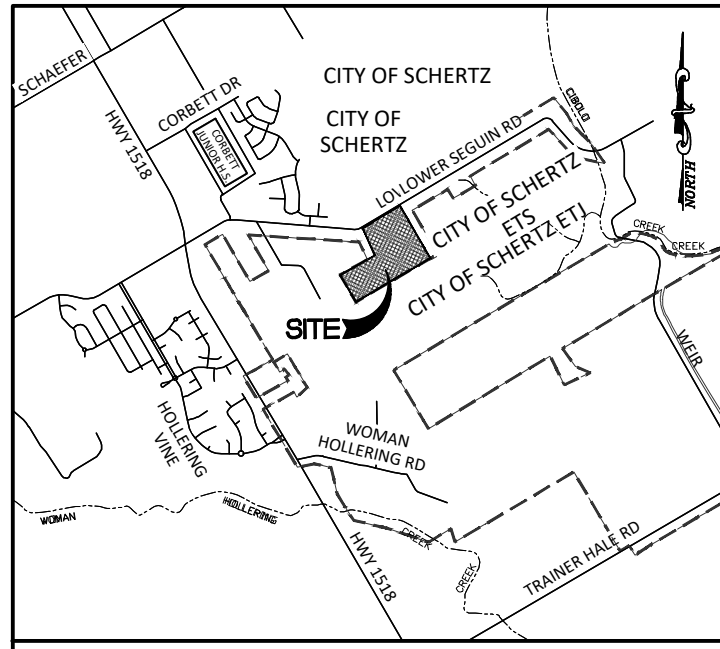 SCHAEFER
CORBETT DR
HWY 1518
CORBETT
JUNIOR H.S.
CITY OF SCHERTZ
CITY OF
SCHERTZ
CIBOLO
NORTH
LO\LOWER SEGUIN RD
CITY OF SCHERTZ
ETS
CITY OF SCHERTZ ETJ
CREEK
CREEK
SITE
WEIR
HOLLERING
VINE
WOMAN
HOLLERING RD
WOMAN
HOLLERING
CREEK
CREEK
HWY 1518
TRAINER HALE RD